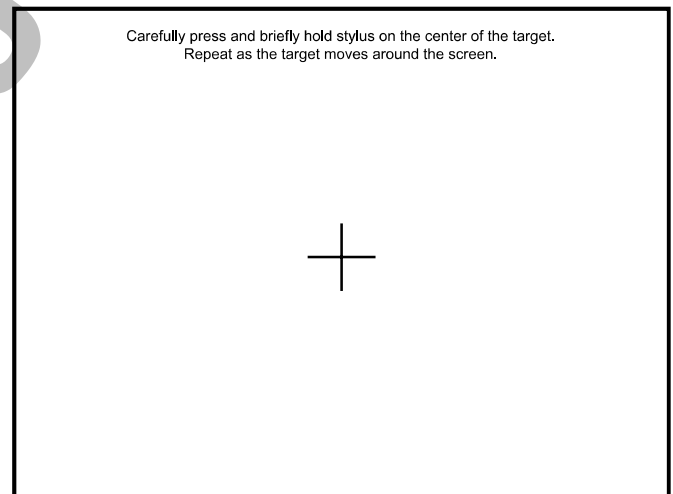 Carefully press and briefly hold stylus on the center of the target.
Repeat as the target moves around the screen.